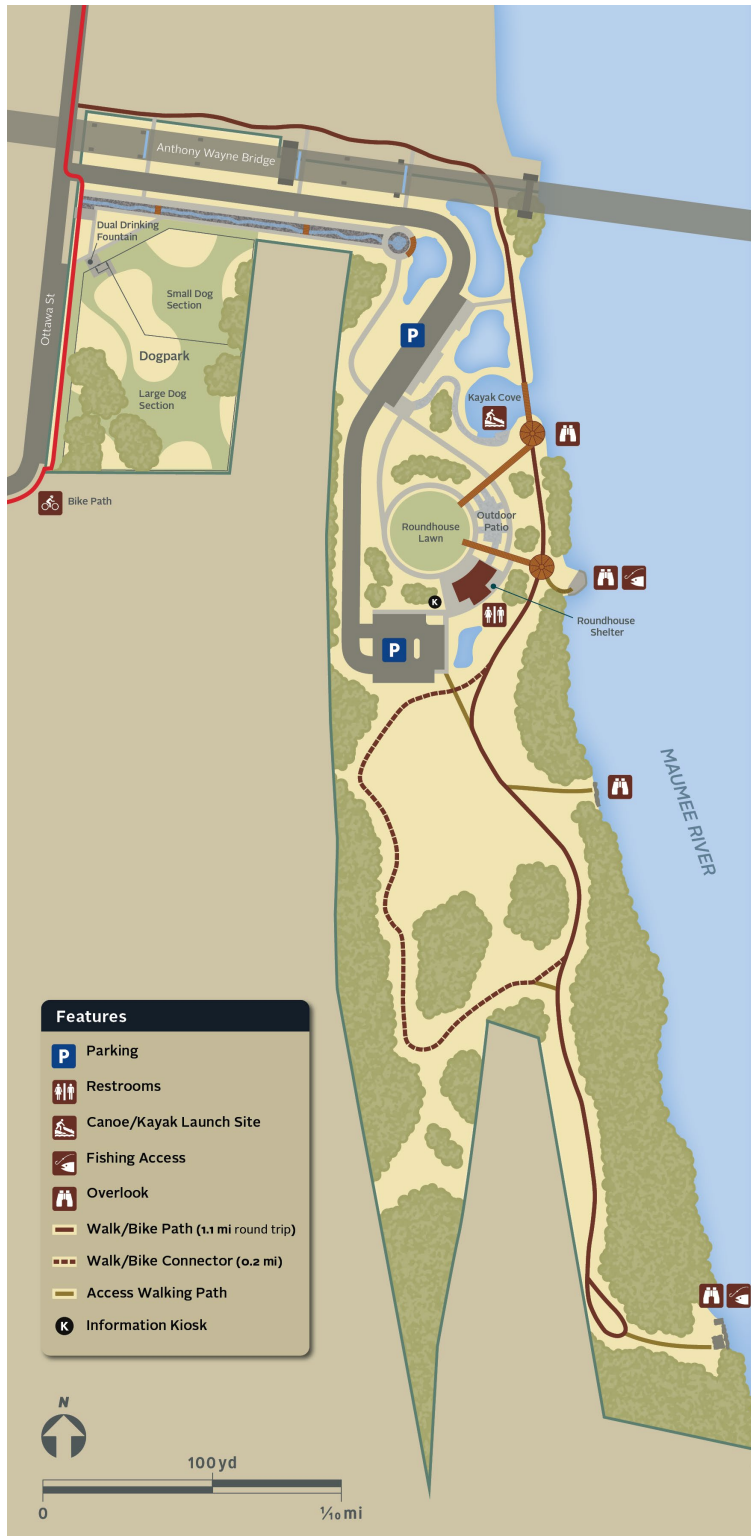 Anthony Wayne Bridge
Dual Drinking
Fountain
Small Dog
Section
Ottawa St
P
Dogpark
Large Dog
Section
Kayak Cove
Bike Path
Roundhouse
Lawn
Outdoor
Patio
K
Roundhouse
Shelter
P
MAUMEE RIVER
Features
P Parking
Restrooms
Canoe/Kayak Launch Site
Fishing Access
Overlook
Walk/Bike Path (1.1 mi round trip)
Walk/Bike Connector (0.2 mi)
Access Walking Path
K Information Kiosk
N
100 yd
0 1/10 mi